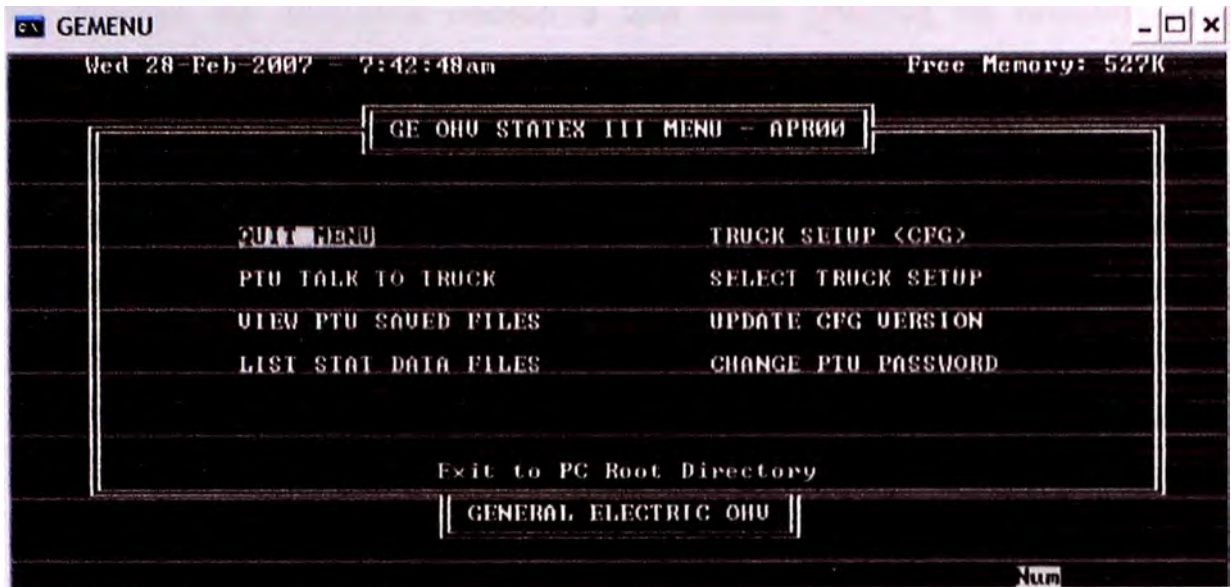 GEMENU
Wed 28-Feb-2007 - 7:42:48am Free Memory: 527K
GE OHV STATEX III MENU - APR00
QUIT MENU TRUCK SETUP <CFG>
PTU TALK TO TRUCK SELECT TRUCK SETUP
VIEW PTU SAVED FILES UPDATE CFG VERSION
LIST STAT DATA FILES CHANGE PTU PASSWORD
Exit to PC Root Directory
GENERAL ELECTRIC OHV
Num